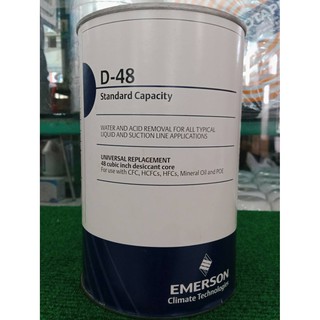 D-48
Standard Capacity
WATER AND ACID REMOVAL FOR ALL TYPICAL
LIQUID AND SUCTION LINE APPLICATIONS
UNIVERSAL REPLACEMENT
48 cubic inch desiccant core
For use with CFC, HCFCs, HFCs, Mineral Oil and POE
EMERSON
Climate Technologies